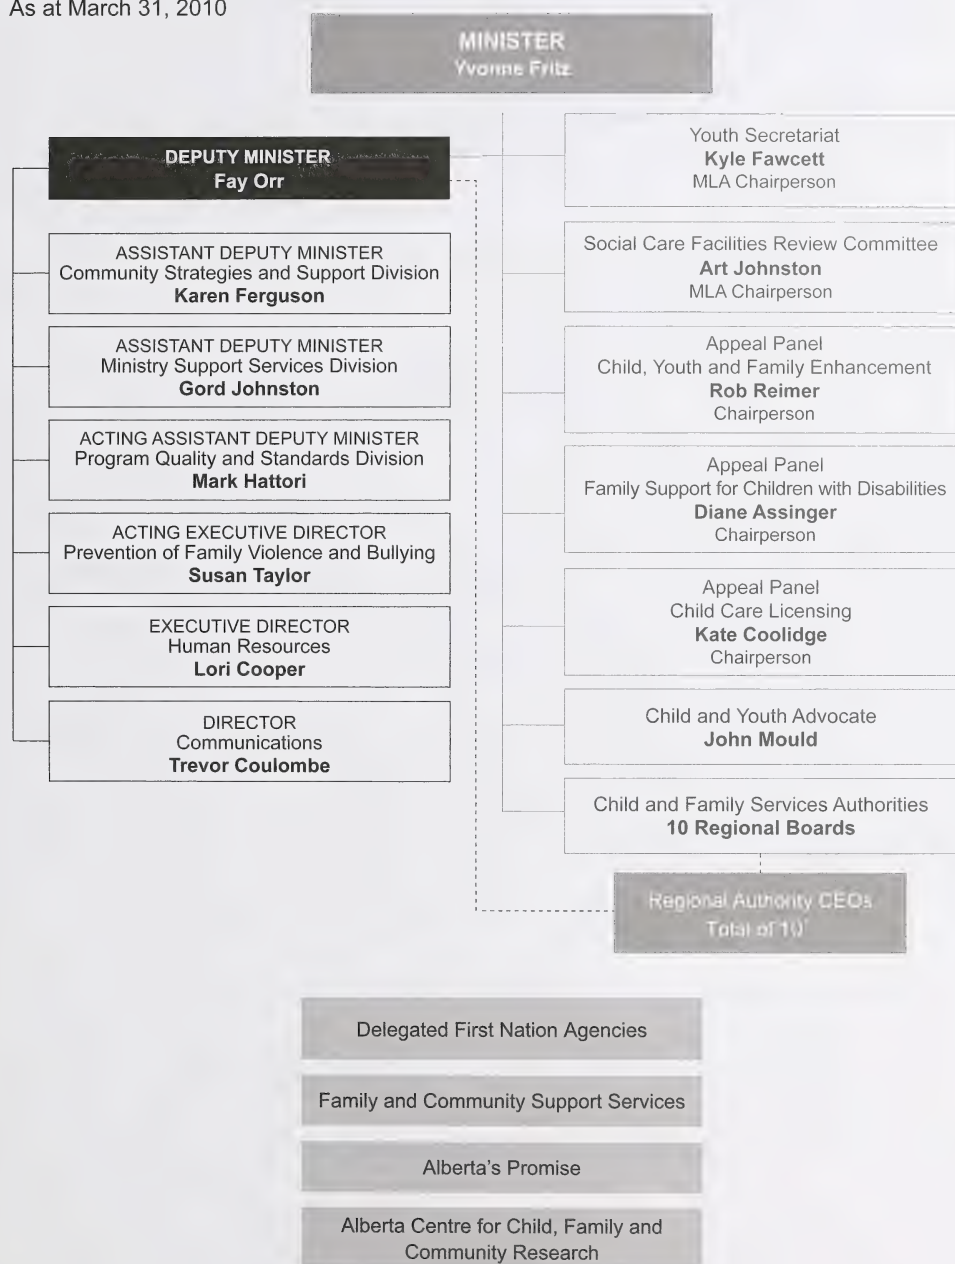 As at March 31, 2010
MINISTER
Yvonne Fritz
DEPUTY MINISTER
Fay Orr
ASSISTANT DEPUTY MINISTER
Community Strategies and Support Division
Karen Ferguson
ASSISTANT DEPUTY MINISTER
Ministry Support Services Division
Gord Johnston
ACTING ASSISTANT DEPUTY MINISTER
Program Quality and Standards Division
Mark Hattori
ACTING EXECUTIVE DIRECTOR
Prevention of Family Violence and Bullying
Susan Taylor
EXECUTIVE DIRECTOR
Human Resources
Lori Cooper
DIRECTOR
Communications
Trevor Coulombe
Youth Secretariat
Kyle Fawcett
MLA Chairperson
Social Care Facilities Review Committee
Art Johnston
MLA Chairperson
Appeal Panel
Child, Youth and Family Enhancement
Rob Reimer
Chairperson
Appeal Panel
Family Support for Children with Disabilities
Diane Assinger
Chairperson
Appeal Panel
Child Care Licensing
Kate Coolidge
Chairperson
Child and Youth Advocate
John Mould
Child and Family Services Authorities
10 Regional Boards
Regional Authority CEOs
Total of 10
Delegated First Nation Agencies
Family and Community Support Services
Alberta's Promise
Alberta Centre for Child, Family and
Community Research